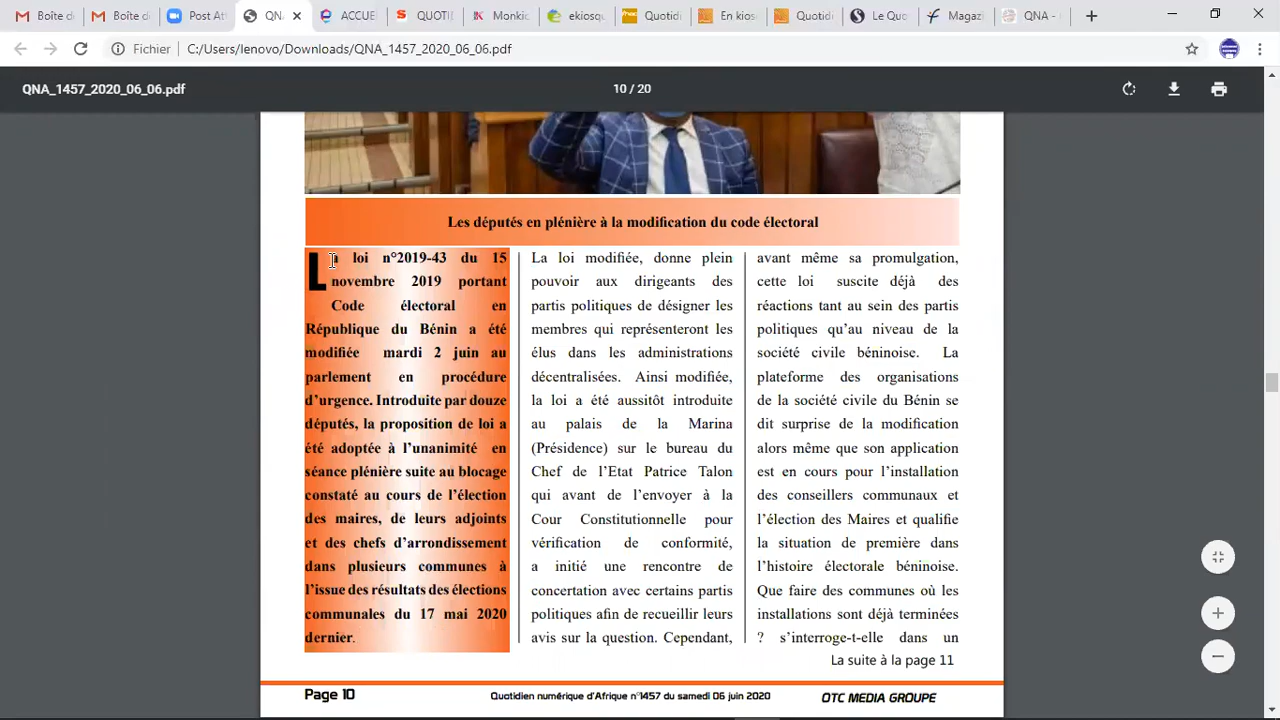 Boîte d
Boîte de
Post Att
QNA
ACCUE
QUOTI
Monki
ekiosq
Quotid
En kios
Quotid
Le Quo
Magazi
QNA -
Fichier | C:/Users/lenovo/Downloads/QNA_1457_2020_06_06.pdf
QNA_1457_2020_06_06.pdf
10 / 20
Les députés en plénière à la modification du code électoral
La loi n°2019-43 du 15
novembre 2019 portant
Code électoral en
République du Bénin a été
modifiée mardi 2 juin au
parlement en procédure
d’urgence. Introduite par douze
députés, la proposition de loi a
été adoptée à l’unanimité en
séance plénière suite au blocage
constaté au cours de l’élection
des maires, de leurs adjoints
et des chefs d’arrondissement
dans plusieurs communes à
l’issue des résultats des élections
communales du 17 mai 2020
dernier.
La loi modifiée, donne plein
pouvoir aux dirigeants des
partis politiques de désigner les
membres qui représenteront les
élus dans les administrations
décentralisées. Ainsi modifiée,
la loi a été aussitôt introduite
au palais de la Marina
(Présidence) sur le bureau du
Chef de l’Etat Patrice Talon
qui avant de l’envoyer à la
Cour Constitutionnelle pour
vérification de conformité,
a initié une rencontre de
concertation avec certains partis
politiques afin de recueillir leurs
avis sur la question. Cependant,
avant même sa promulgation,
cette loi suscite déjà des
réactions tant au sein des partis
politiques qu’au niveau de la
société civile béninoise. La
plateforme des organisations
de la société civile du Bénin se
dit surprise de la modification
alors même que son application
est en cours pour l’installation
des conseillers communaux et
l’élection des Maires et qualifie
la situation de première dans
l’histoire électorale béninoise.
Que faire des communes où les
installations sont déjà terminées
? s’interroge-t-elle dans un
La suite à la page 11
Page 10
Quotidien numérique d'Afrique n°1457 du samedi 06 juin 2020
OTC MEDIA GROUPE